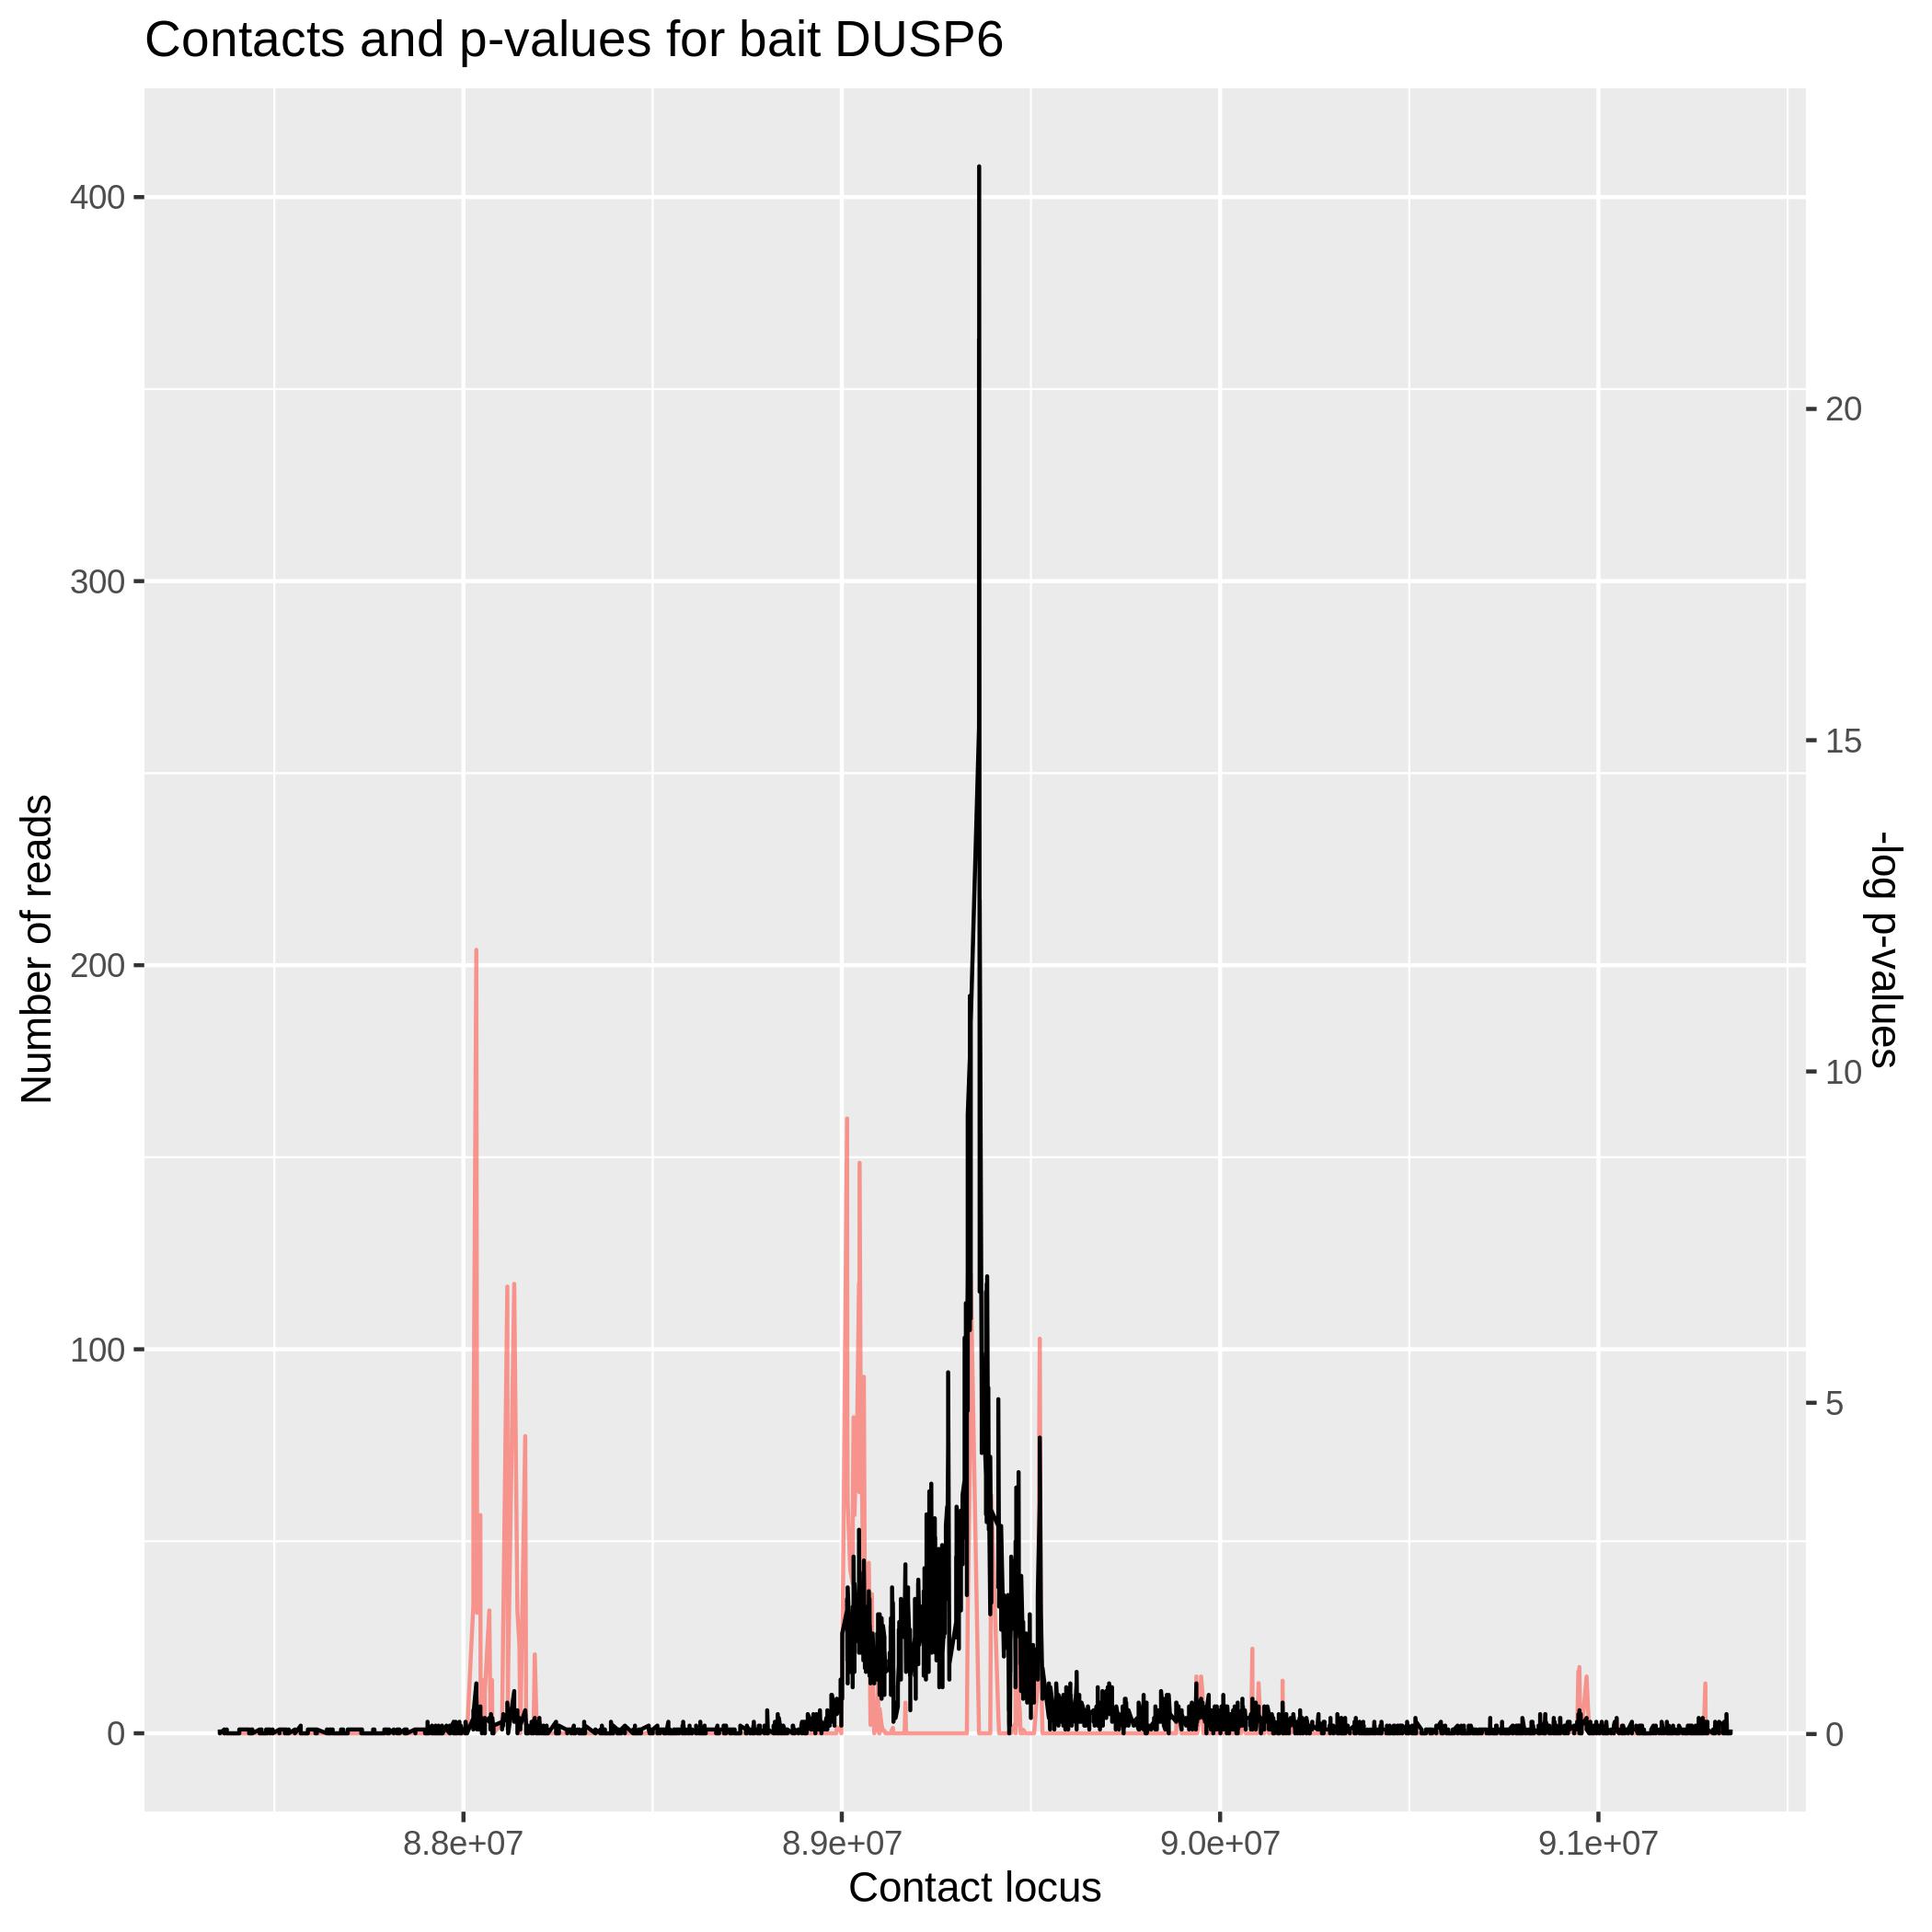 Contacts and p-values for bait DUSP6
400
300
200
100
0
Number of reads
20
15
10
5
0
-log p-values
8.8e+07
8.9e+07
9.0e+07
9.1e+07
Contact locus